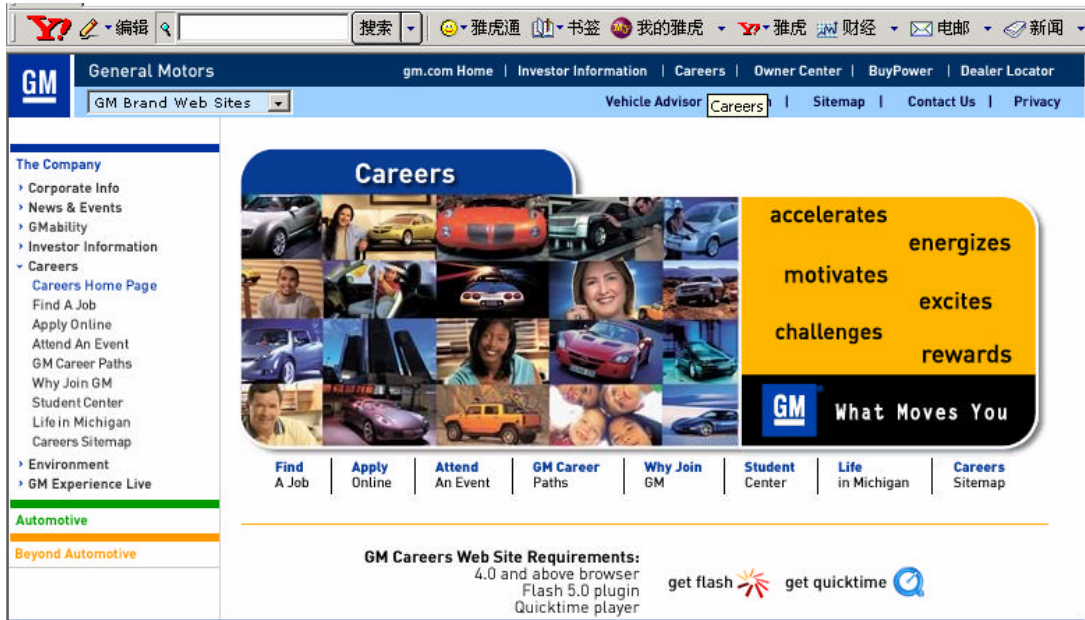 Y! 编辑 搜索 雅虎通 书签 我的雅虎 雅虎 财经 电邮 新闻
GM General Motors gm.com Home | Investor Information | Careers | Owner Center | BuyPower | Dealer Locator
GM Brand Web Sites Vehicle Advisor Careers | Sitemap | Contact Us | Privacy
The Company
Corporate Info
News & Events
GMability
Investor Information
Careers
Careers Home Page
Find A Job
Apply Online
Attend An Event
GM Career Paths
Why Join GM
Student Center
Life in Michigan
Careers Sitemap
Environment
GM Experience Live
Automotive
Beyond Automotive
Careers
accelerates
energizes
motivates
excites
challenges
rewards
GM What Moves You
Find A Job
Apply Online
Attend An Event
GM Career Paths
Why Join GM
Student Center
Life in Michigan
Careers Sitemap
GM Careers Web Site Requirements:
4.0 and above browser
Flash 5.0 plugin
Quicktime player
get flash get quicktime